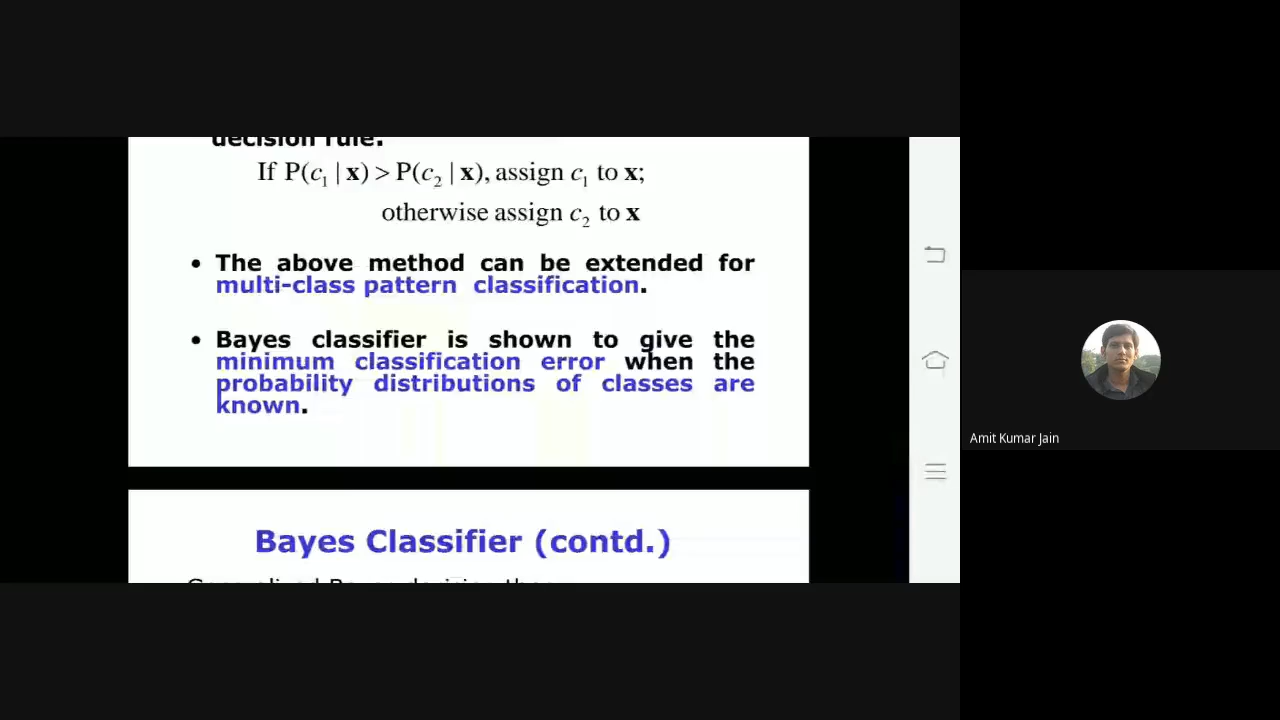 decision rule.
If P(c₁ | x) > P(c₂ | x), assign c₁ to x;
otherwise assign c₂ to x
• The above method can be extended for
multi-class pattern classification.
• Bayes classifier is shown to give the
minimum classification error when the
probability distributions of classes are
known.
Bayes Classifier (contd.)
Amit Kumar Jain